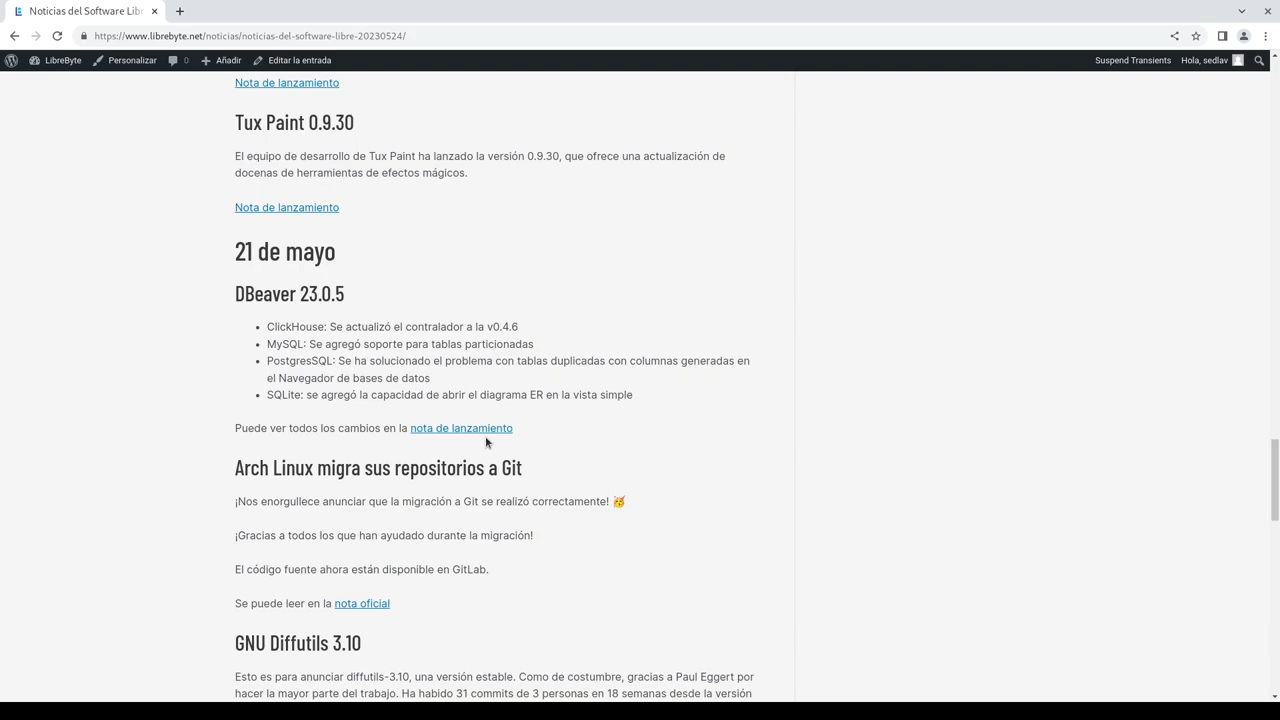 Noticias del Software Libr
https://www.librebyte.net/noticias/noticias-del-software-libre-20230524/
LibreByte Personalizar 0 Añadir Editar la entrada Suspend Transients Hola, sedlav
Nota de lanzamiento
Tux Paint 0.9.30
El equipo de desarrollo de Tux Paint ha lanzado la versión 0.9.30, que ofrece una actualización de
docenas de herramientas de efectos mágicos.
Nota de lanzamiento
21 de mayo
DBeaver 23.0.5
• ClickHouse: Se actualizó el contralador a la v0.4.6
• MySQL: Se agregó soporte para tablas particionadas
• PostgresSQL: Se ha solucionado el problema con tablas duplicadas con columnas generadas en
el Navegador de bases de datos
• SQLite: se agregó la capacidad de abrir el diagrama ER en la vista simple
Puede ver todos los cambios en la nota de lanzamiento
Arch Linux migra sus repositorios a Git
¡Nos enorgullece anunciar que la migración a Git se realizó correctamente! 🥳
¡Gracias a todos los que han ayudado durante la migración!
El código fuente ahora están disponible en GitLab.
Se puede leer en la nota oficial
GNU Diffutils 3.10
Esto es para anunciar diffutils-3.10, una versión estable. Como de costumbre, gracias a Paul Eggert por
hacer la mayor parte del trabajo. Ha habido 31 commits de 3 personas en 18 semanas desde la versión